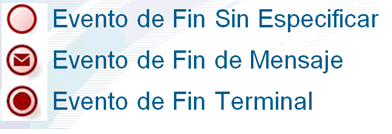 Evento de Fin Sin Especificar
Evento de Fin de Mensaje
Evento de Fin Terminal